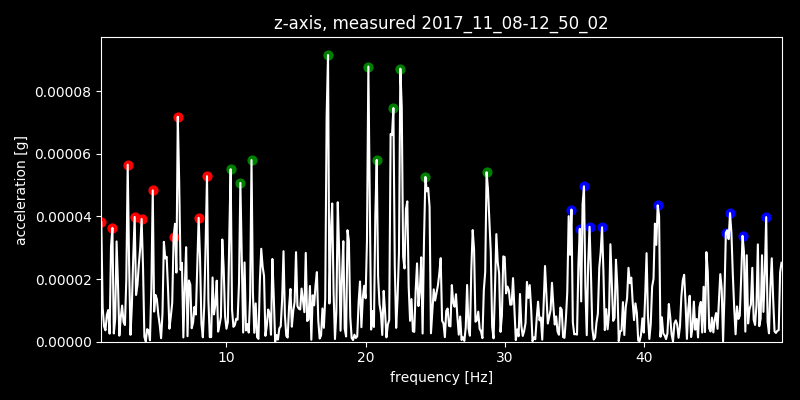 z-axis, measured 2017_11_08-12_50_02
acceleration [g]
0.00008
0.00006
0.00004
0.00002
0.00000
10 20 30 40
frequency [Hz]